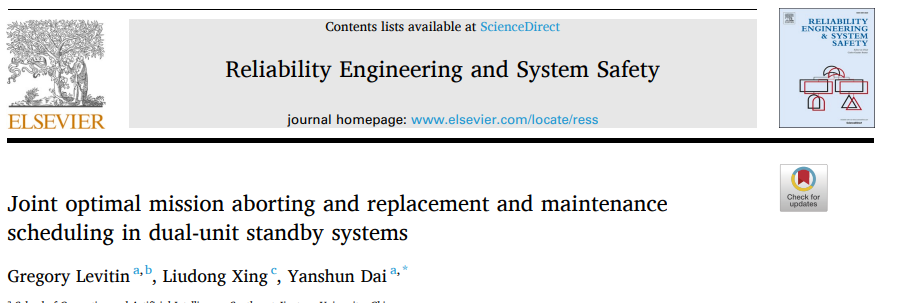 Contents lists available at ScienceDirect
Reliability Engineering and System Safety
ELSEVIER
journal homepage: www.elsevier.com/locate/ress
RELIABILITY
ENGINEERING
& SYSTEM
SAFETY
Check for
updates
Joint optimal mission aborting and replacement and maintenance
scheduling in dual-unit standby systems
Gregory Levitin a,b, Liudong Xing c, Yanshun Dai a,*